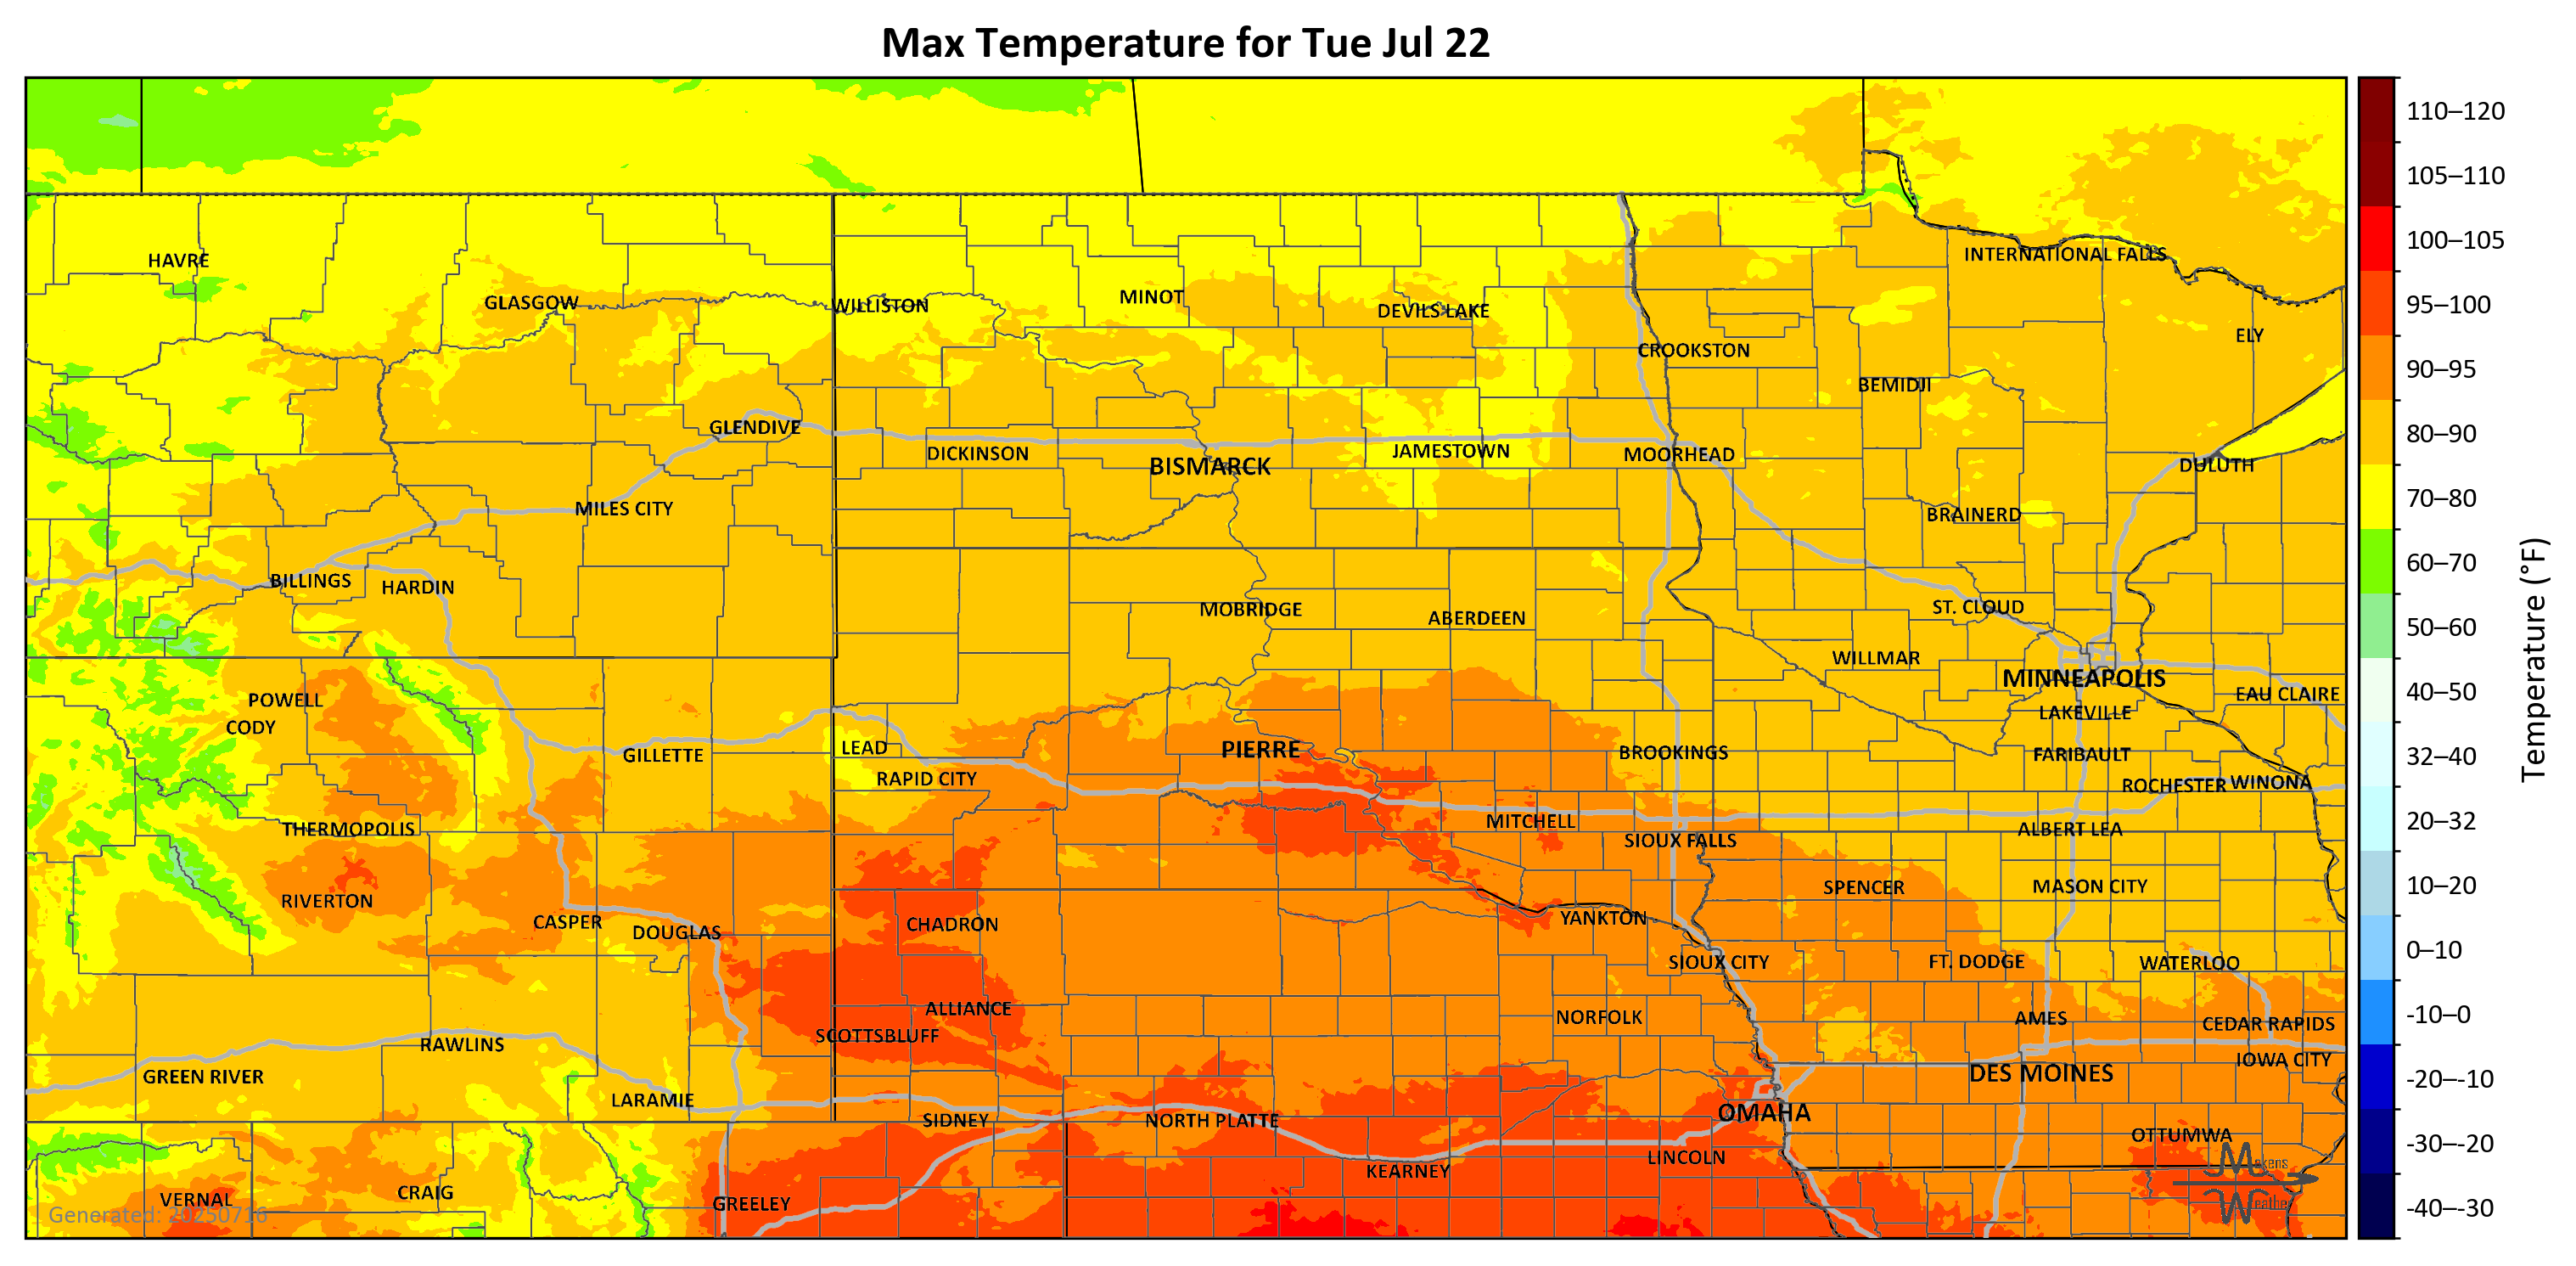 Max Temperature for Tue Jul 22
HAVRE
GLASGOW
WILLISTON
MINOT
DEVILS LAKE
INTERNATIONAL FALLS
CROOKSTON
ELY
BEMIDJI
GLENDIVE
DICKINSON
BISMARCK
JAMESTOWN
MOORHEAD
DULUTH
MILES CITY
BRAINERD
BILLINGS
HARDIN
MOBRIDGE
ABERDEEN
ST. CLOUD
WILLMAR
MINNEAPOLIS
EAU CLAIRE
POWELL
CODY
LAKEVILLE
GILLETTE
LEAD
PIERRE
BROOKINGS
FARIBAULT
RAPID CITY
ROCHESTER
WINONA
THERMOPOLIS
MITCHELL
SIOUX FALLS
ALBERT LEA
RIVERTON
SPENCER
MASON CITY
CASPER
DOUGLAS
CHADRON
YANKTON
SIOUX CITY
FT. DODGE
WATERLOO
ALLIANCE
SCOTTSBLUFF
NORFOLK
AMES
CEDAR RAPIDS
RAWLINS
IOWA CITY
GREEN RIVER
DES MOINES
LARAMIE
SIDNEY
NORTH PLATTE
OMAHA
OTTUMWA
KEARNEY
LINCOLN
VERNAL
CRAIG
GREELEY
Generated: 20250716
Makens
Weather
110–120
105–110
100–105
95–100
90–95
80–90
70–80
60–70
50–60
40–50
32–40
20–32
10–20
0–10
-10–0
-20–-10
-30–-20
-40–-30
Temperature (°F)